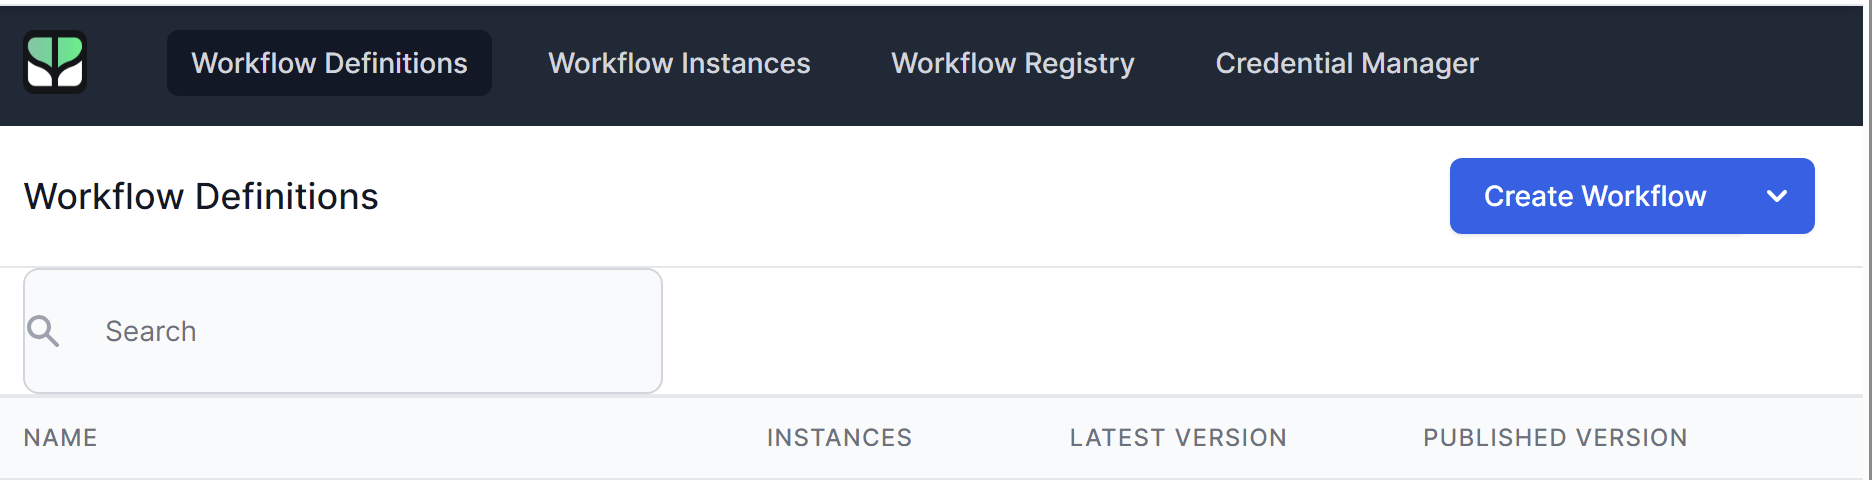 Workflow Definitions Workflow Instances Workflow Registry Credential Manager
Workflow Definitions Create Workflow
Search
NAME INSTANCES LATEST VERSION PUBLISHED VERSION